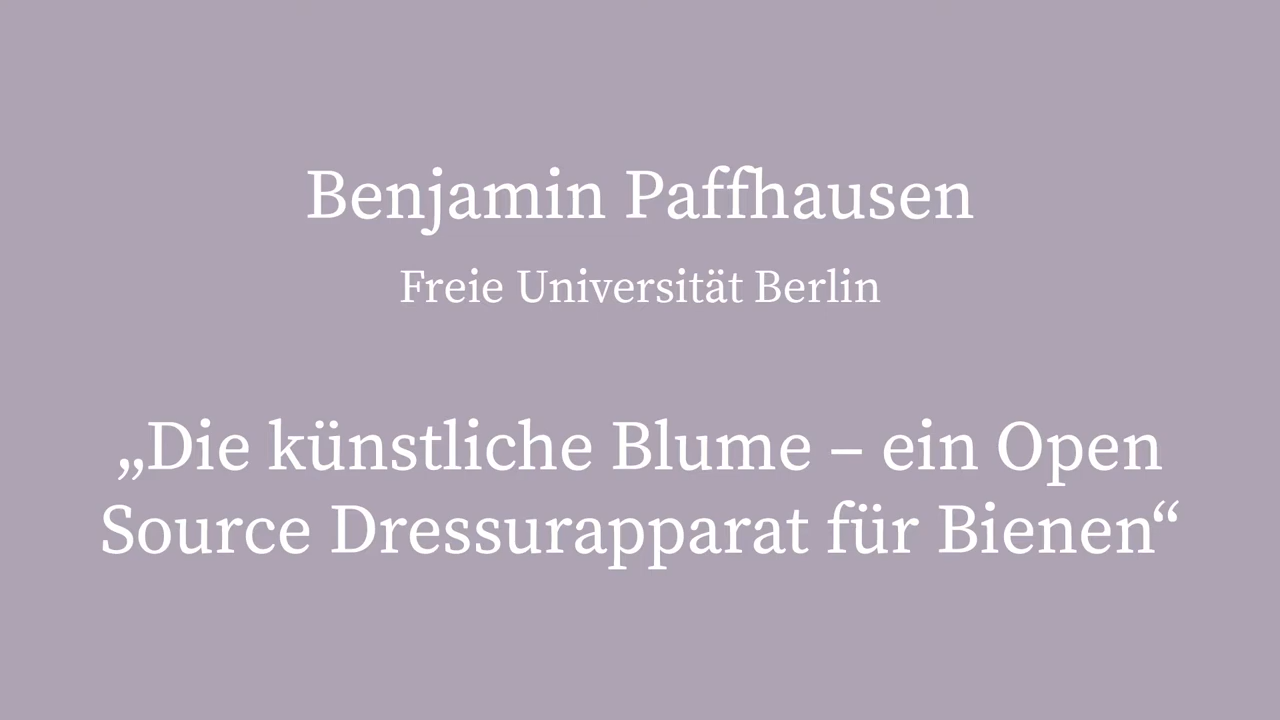 Benjamin Paffhausen
Freie Universität Berlin
„Die künstliche Blume – ein Open
Source Dressurapparat für Bienen“